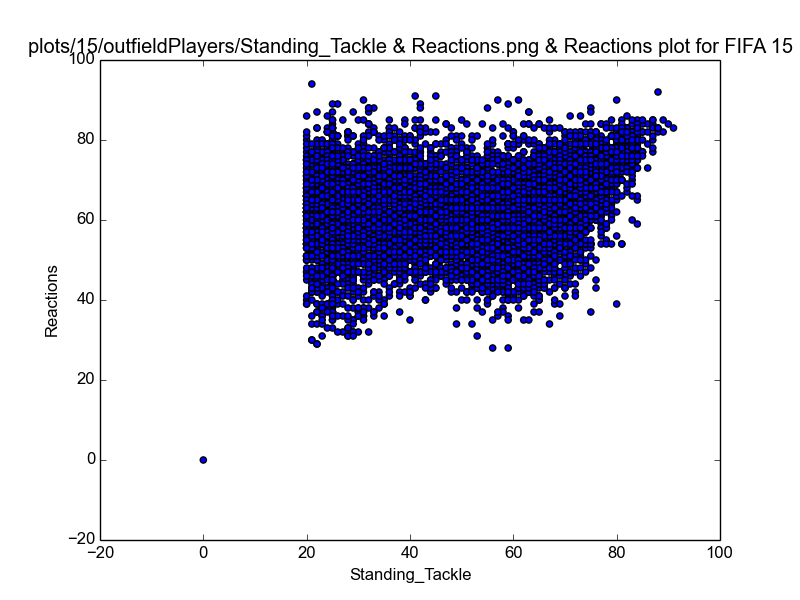 plots/15/outfieldPlayers/Standing_Tackle & Reactions.png & Reactions plot for FIFA 15
100
80
60
40
20
0
−20
Reactions
−20 0 20 40 60 80 100
Standing_Tackle